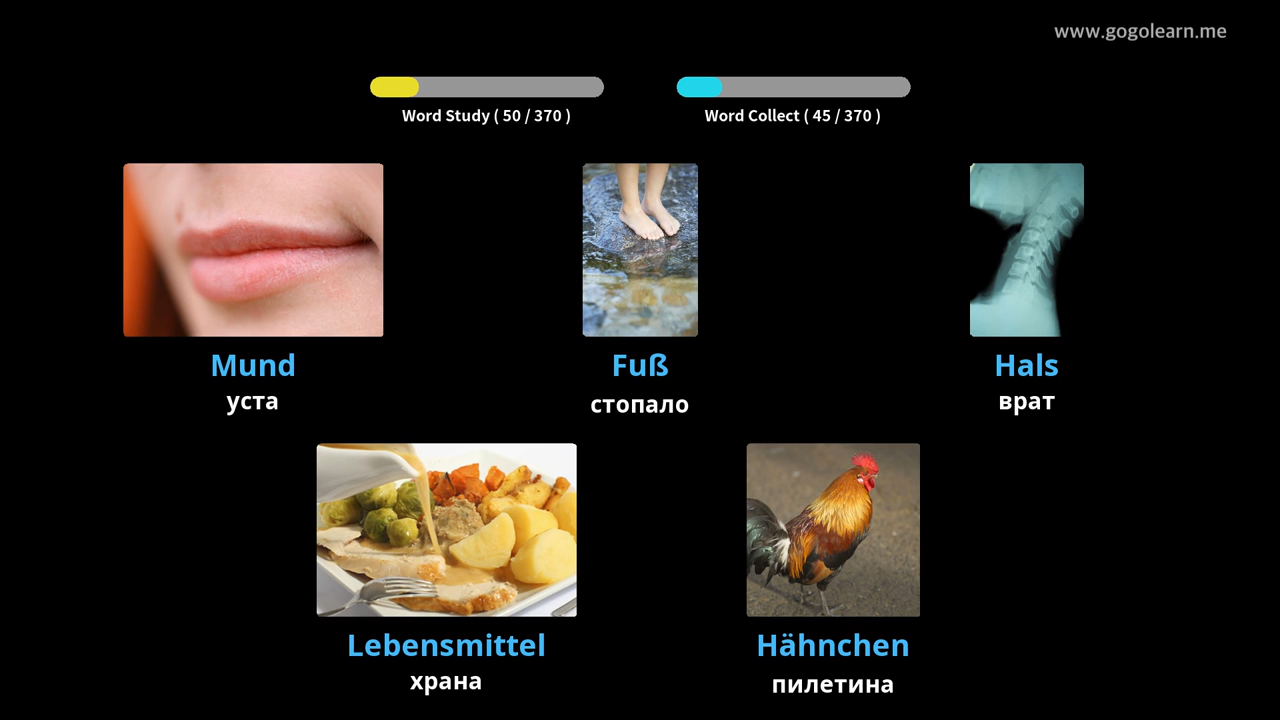 www.gogolearn.me
Word Study ( 50 / 370 )
Word Collect ( 45 / 370 )
Mund
уста
Fuß
стопало
Hals
врат
Lebensmittel
храна
Hähnchen
пилетина